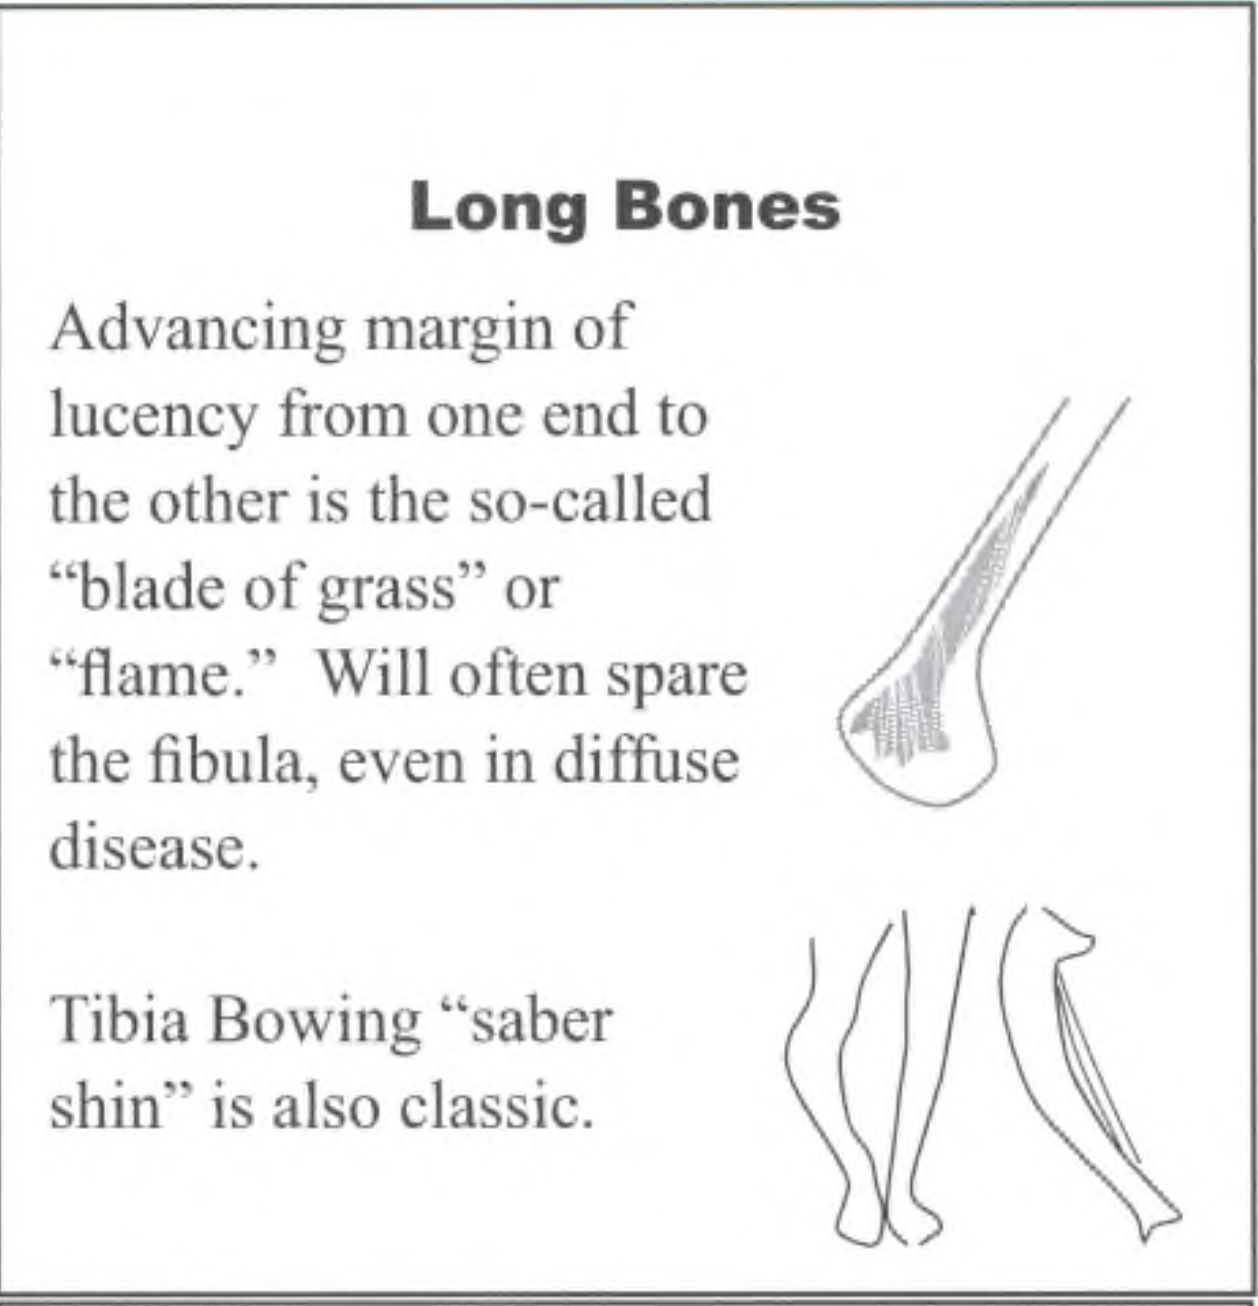 Long Bones
Advancing margin of
lucency from one end to
the other is the so-called
“blade of grass” or
“flame.”  Will often spare
the fibula, even in diffuse
disease.
Tibia Bowing “saber
shin” is also classic.